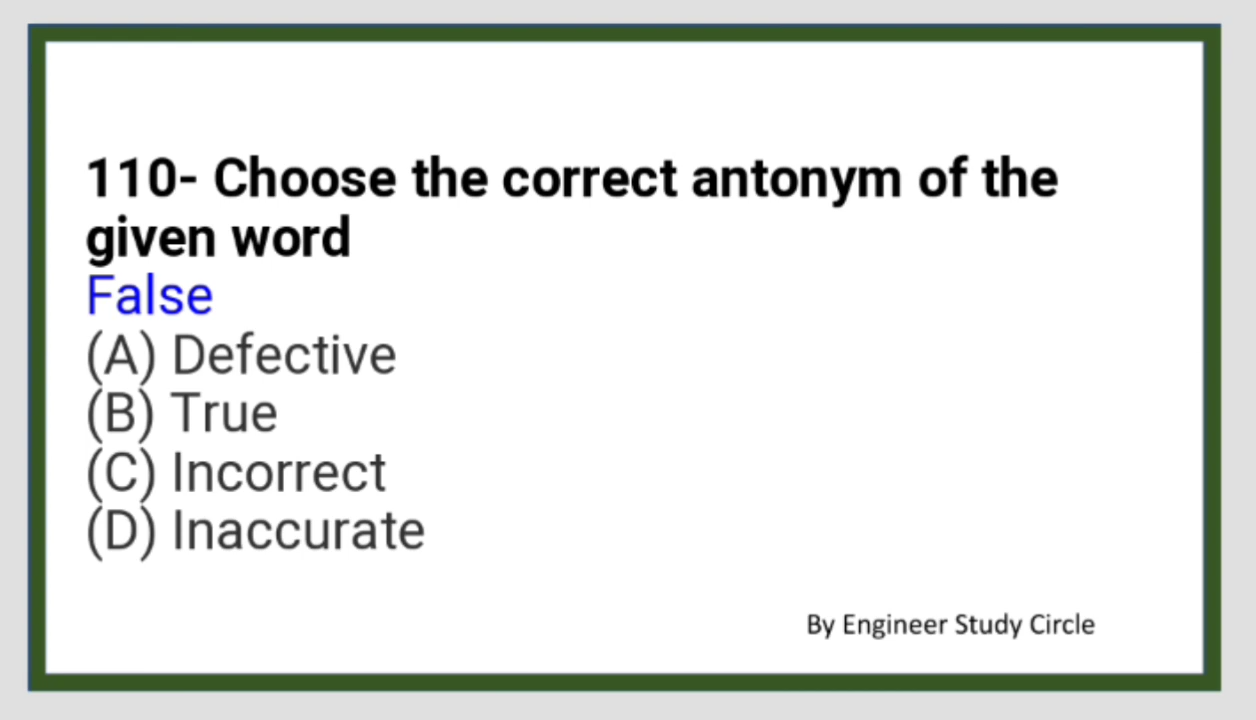 110- Choose the correct antonym of the
given word
False
(A) Defective
(B) True
(C) Incorrect
(D) Inaccurate
By Engineer Study Circle